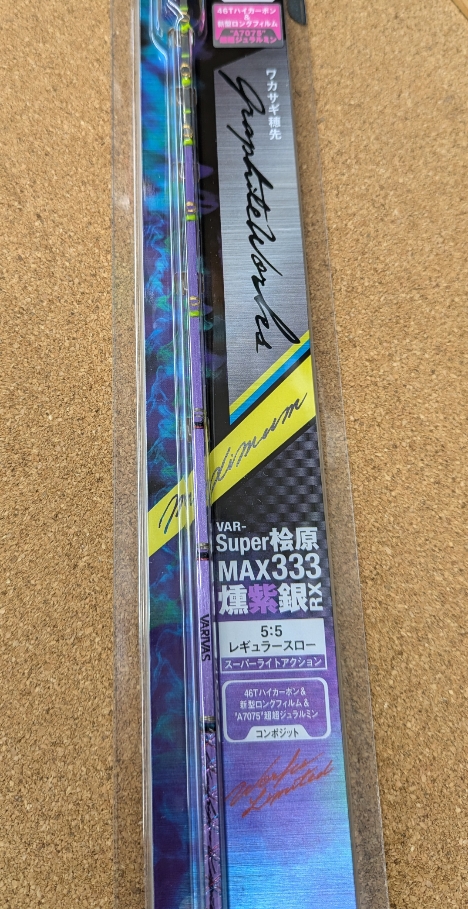 46Tハイカーボン&
新型ロングフィルム
"A7075"
超超ジュラルミン
ワカサギ穂先
GraphiteWorks
VAR-
Super桧原
MAX333
燻紫銀RX
5:5
レギュラースロー
スーパーライトアクション
46Tハイカーボン&
新型ロングフィルム&
"A7075"超超ジュラルミン
コンポジット
VARIVAS
Works
Limited